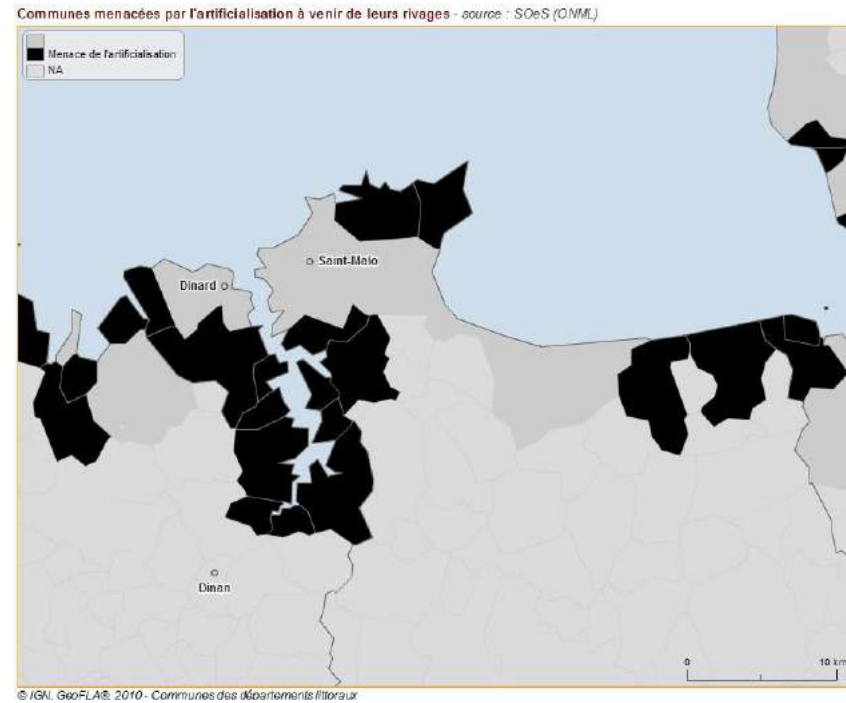 Communes menacées par l'artificialisation à venir de leurs rivages - source : SOeS (ONML)
Menace de l'artificialisation
NA
Saint-Malo
Dinard
Dinan
0 10 km
© IGN, GeoFLA®, 2010 - Communes des départements littoraux